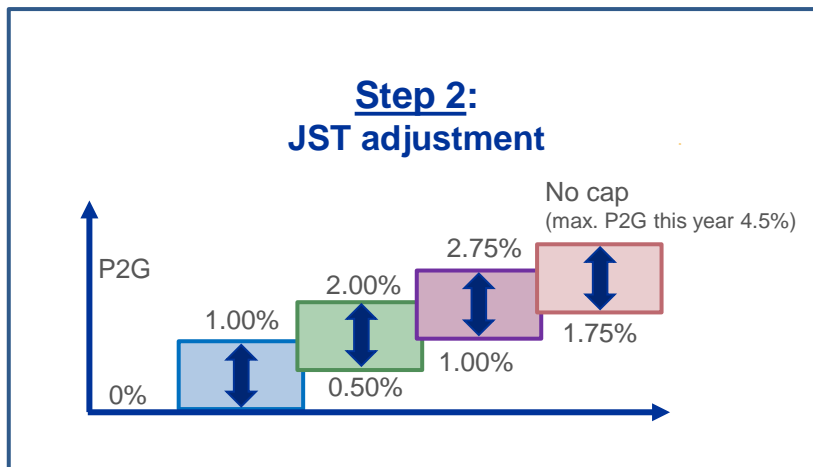 Step 2:
JST adjustment
No cap
(max. P2G this year 4.5%)
2.75%
P2G
2.00%
1.00%
1.75%
1.00%
0.50%
0%